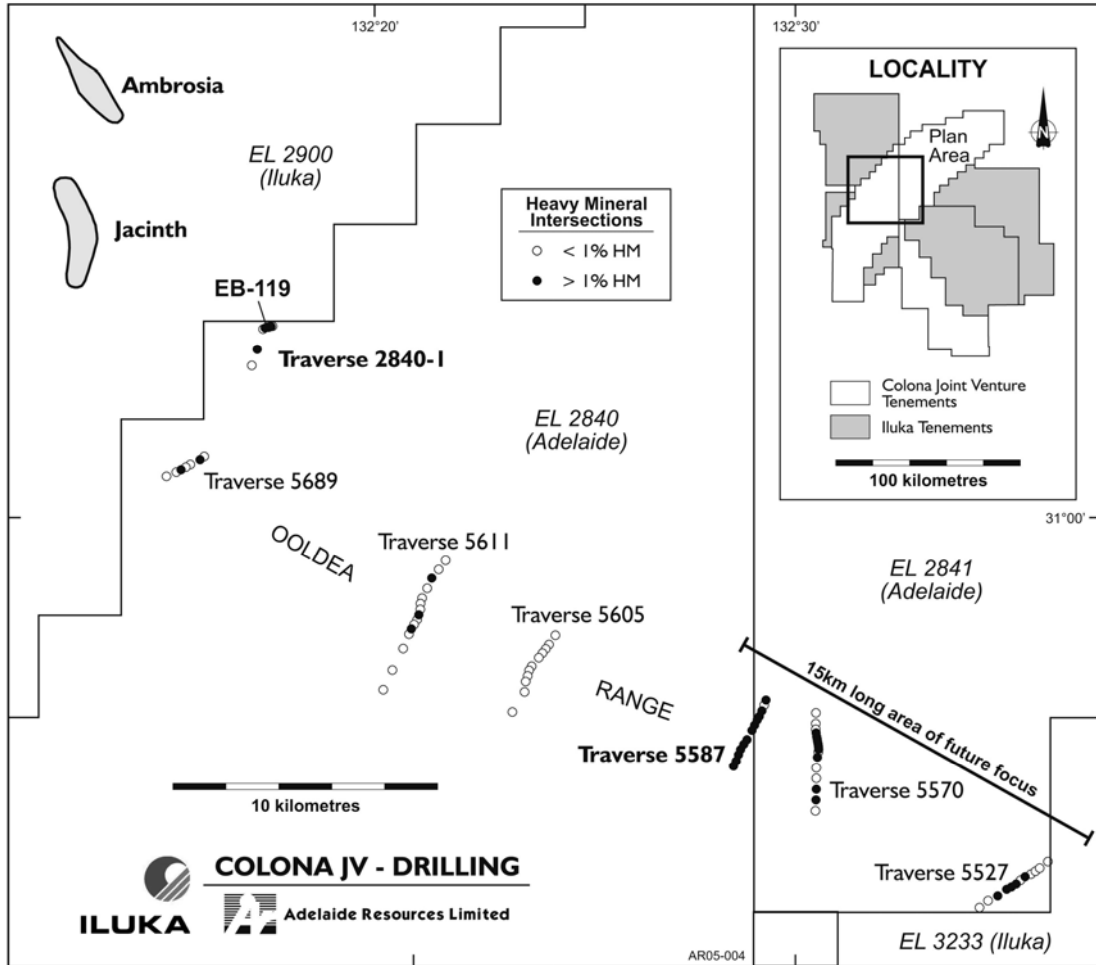 132°20'
132°30'
Ambrosia
EL 2900
(Iluka)
Jacinth
Heavy Mineral
Intersections
< 1% HM
> 1% HM
LOCALITY
Plan
Area
N
Colona Joint Venture
Tenements
Iluka Tenements
100 kilometres
EB-119
Traverse 2840-1
EL 2840
(Adelaide)
Traverse 5689
31°00'
OOLDEA
Traverse 5611
EL 2841
(Adelaide)
Traverse 5605
RANGE
15km long area of future focus
Traverse 5587
Traverse 5570
10 kilometres
Traverse 5527
COLONA JV - DRILLING
ILUKA
Adelaide Resources Limited
AR05-004
EL 3233 (Iluka)